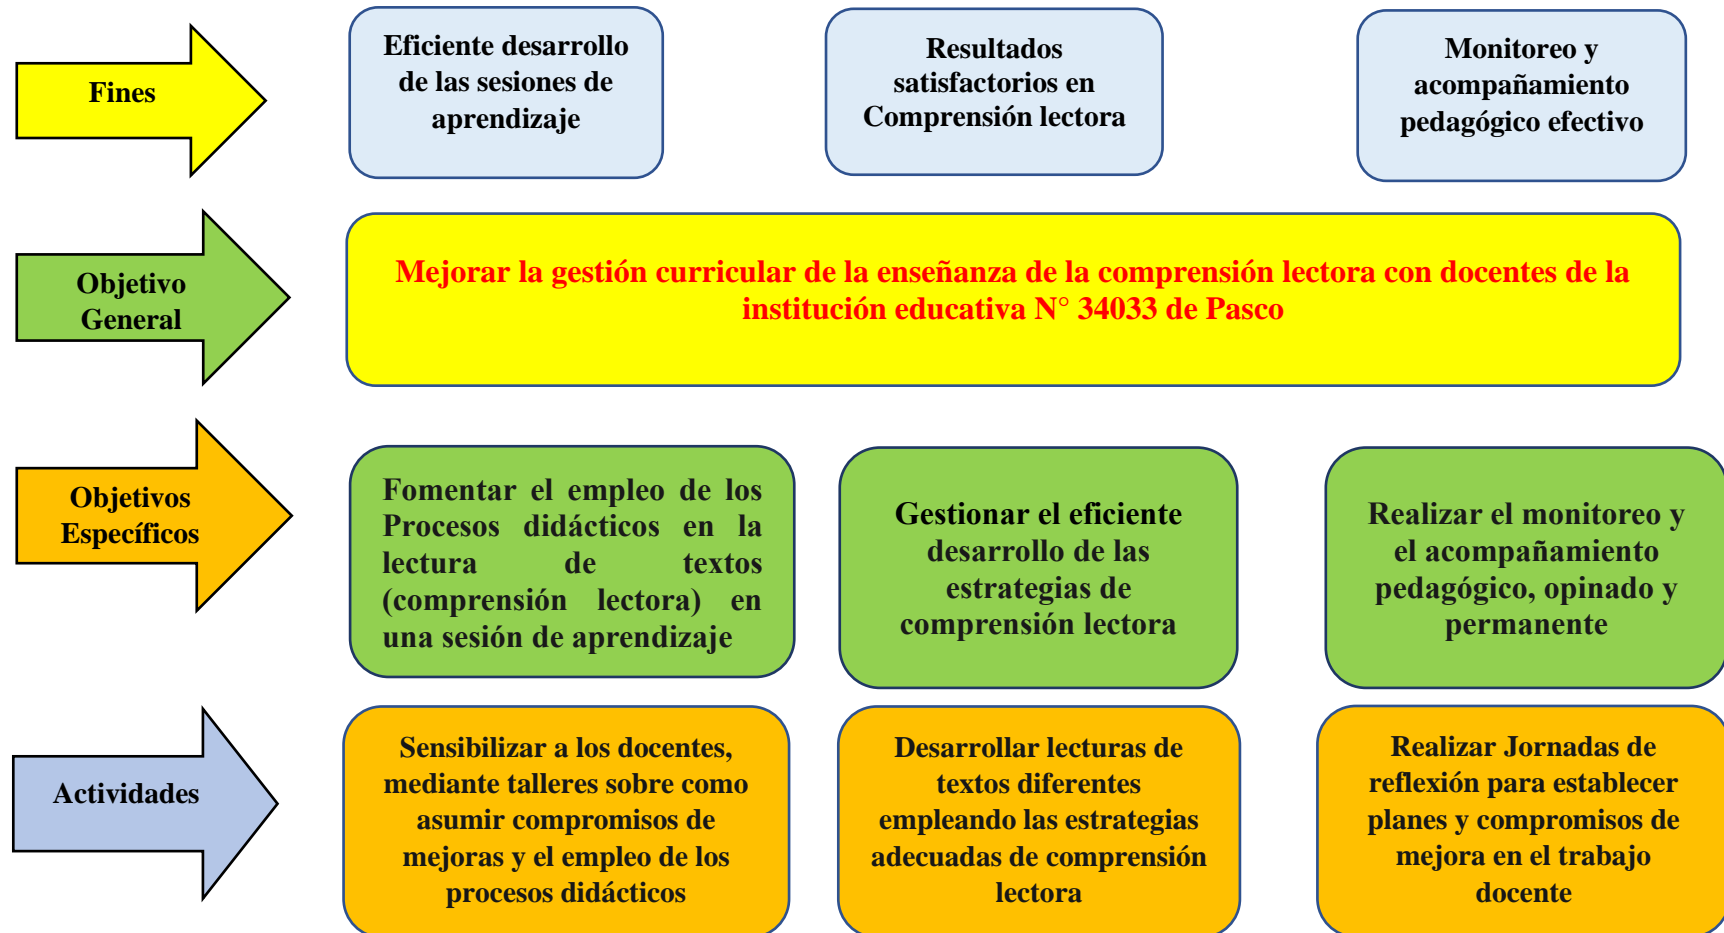 Fines
Eficiente desarrollo
de las sesiones de
aprendizaje
Resultados
satisfactorios en
Comprensión lectora
Monitoreo y
acompañamiento
pedagógico efectivo
Objetivo
General
Mejorar la gestión curricular de la enseñanza de la comprensión lectora con docentes de la
institución educativa N° 34033 de Pasco
Objetivos
Específicos
Fomentar el empleo de los
Procesos didácticos en la
lectura de textos
(comprensión lectora) en
una sesión de aprendizaje
Gestionar el eficiente
desarrollo de las
estrategias de
comprensión lectora
Realizar el monitoreo y
el acompañamiento
pedagógico, opinado y
permanente
Actividades
Sensibilizar a los docentes,
mediante talleres sobre como
asumir compromisos de
mejoras y el empleo de los
procesos didácticos
Desarrollar lecturas de
textos diferentes
empleando las estrategias
adecuadas de comprensión
lectora
Realizar Jornadas de
reflexión para establecer
planes y compromisos de
mejora en el trabajo
docente